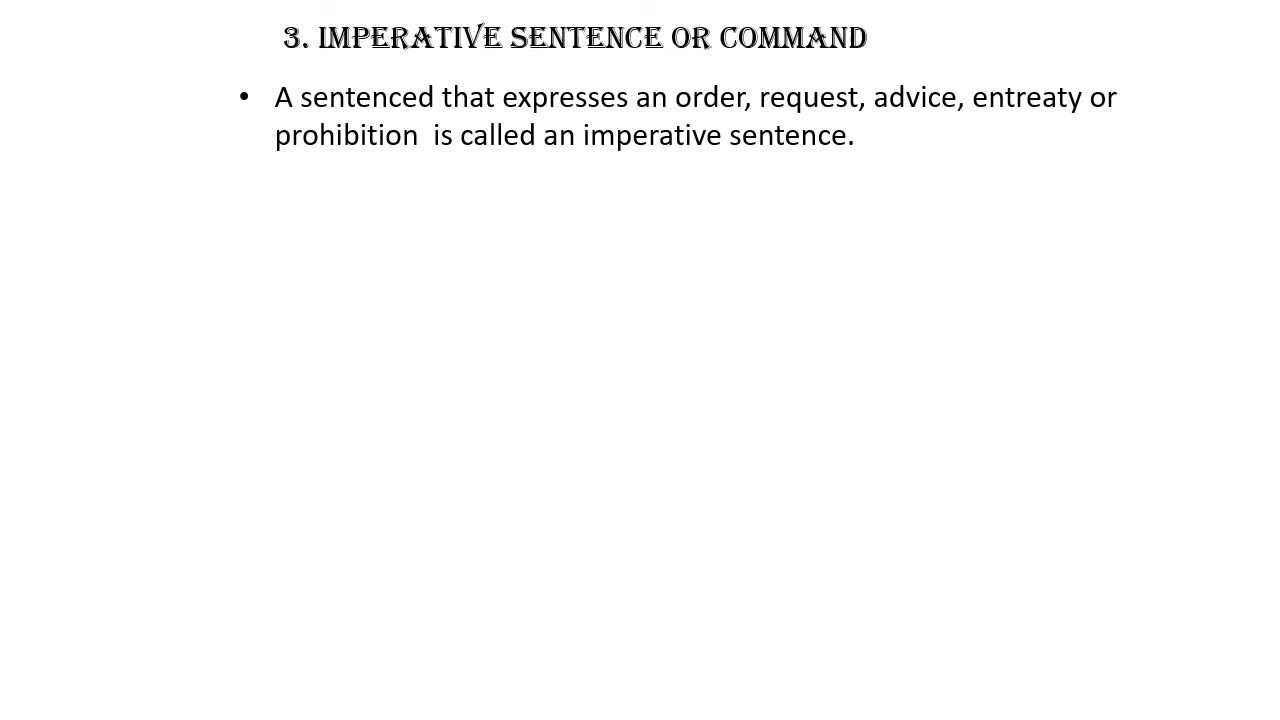 3. IMPERATIVE SENTENCE OR COMMAND
• A sentenced that expresses an order, request, advice, entreaty or
prohibition  is called an imperative sentence.